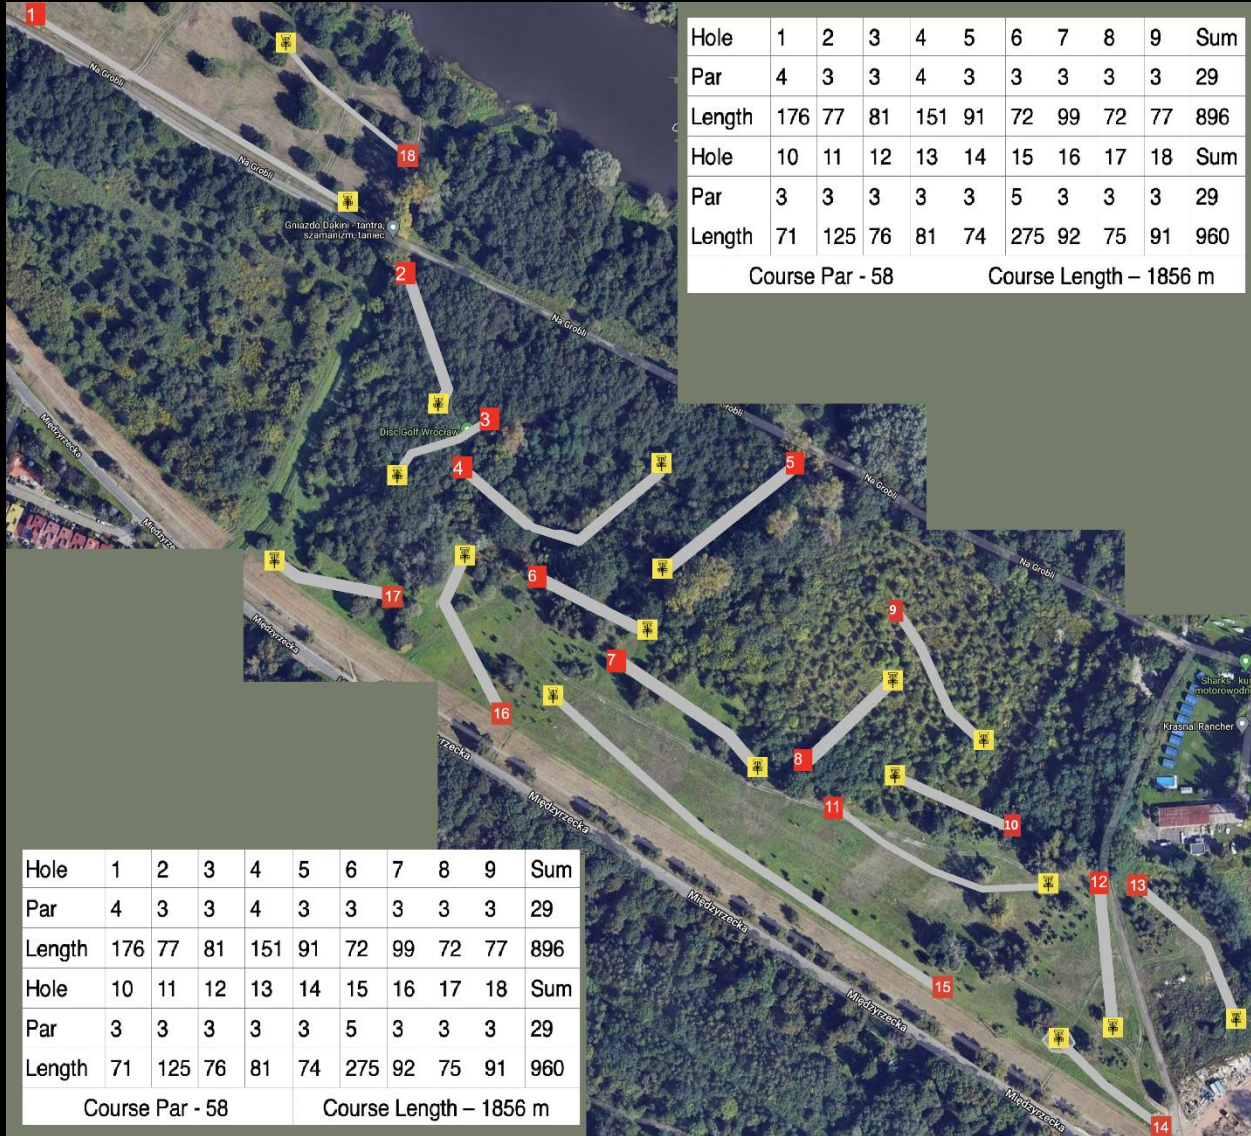 1
Na Grobli
18
Na Grobli
Gniazdo Dakini - tantra,
szamanizm, taniec
2
Na Grobli
Międzyrzecka
3
Disc Golf Wrocław
4
5
Na Grobli
6
Na Grobli
17
9
Międzyrzecka
7
16
8
Krasnal Rancher
11
10
Międzyrzecka
12
13
Międzyrzecka
15
Międzyrzecka
Międzyrzecka
14
Hole 1 2 3 4 5 6 7 8 9 Sum
Par 4 3 3 4 3 3 3 3 3 29
Length 176 77 81 151 91 72 99 72 77 896
Hole 10 11 12 13 14 15 16 17 18 Sum
Par 3 3 3 3 3 5 3 3 3 29
Length 71 125 76 81 74 275 92 75 91 960
Course Par - 58 Course Length – 1856 m
Hole 1 2 3 4 5 6 7 8 9 Sum
Par 4 3 3 4 3 3 3 3 3 29
Length 176 77 81 151 91 72 99 72 77 896
Hole 10 11 12 13 14 15 16 17 18 Sum
Par 3 3 3 3 3 5 3 3 3 29
Length 71 125 76 81 74 275 92 75 91 960
Course Par - 58 Course Length – 1856 m